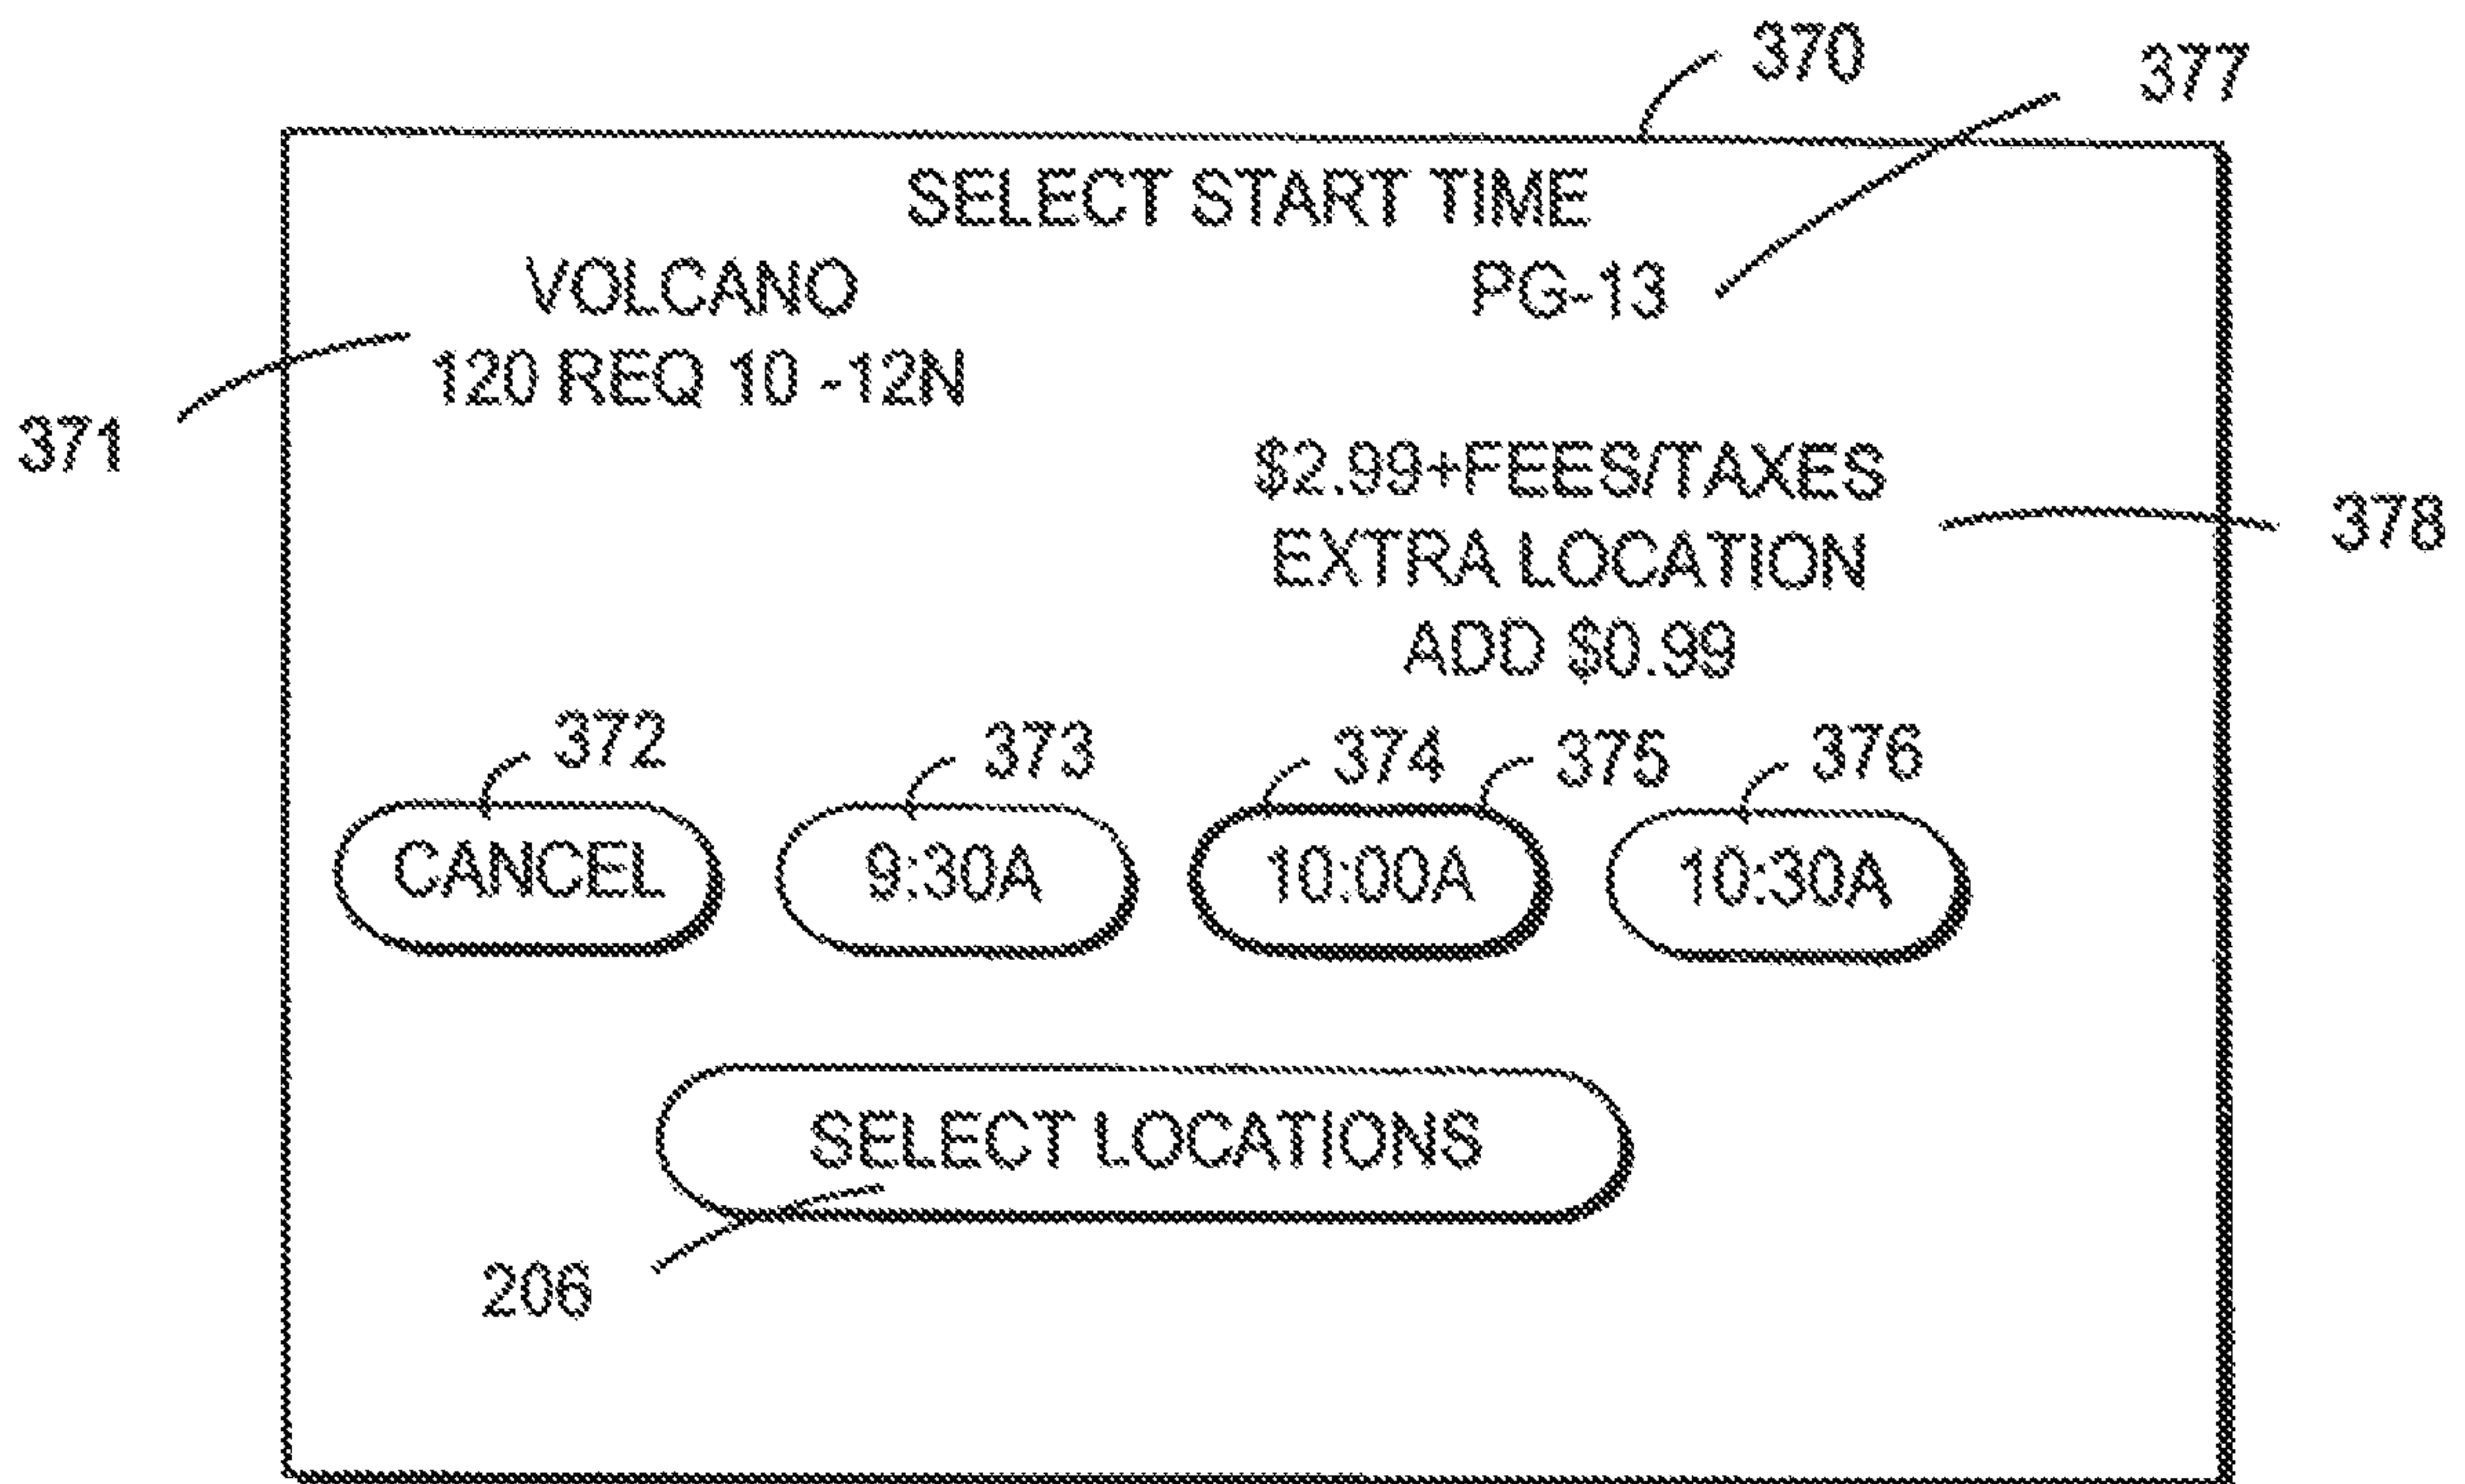 370
377
SELECT START TIME
VOLCANO PG-13
120 REQ 10 -12N
371
$2.99+FEES/TAXES
378
EXTRA LOCATION
ADD $0.99
372 373 374 375 376
CANCEL 9:30A 10:00A 10:30A
SELECT LOCATIONS
206